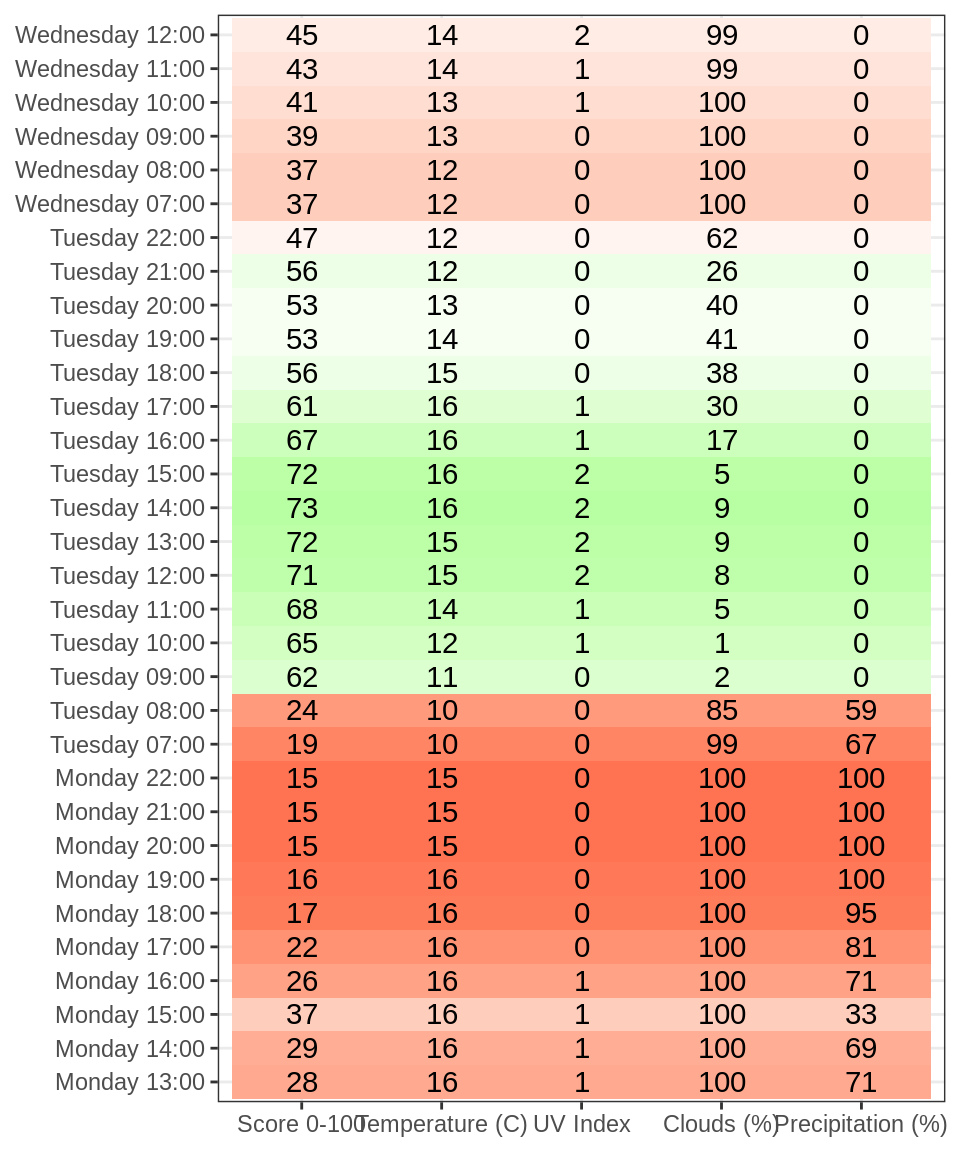 Wednesday 12:00 45 14 2 99 0
Wednesday 11:00 43 14 1 99 0
Wednesday 10:00 41 13 1 100 0
Wednesday 09:00 39 13 0 100 0
Wednesday 08:00 37 12 0 100 0
Wednesday 07:00 37 12 0 100 0
Tuesday 22:00 47 12 0 62 0
Tuesday 21:00 56 12 0 26 0
Tuesday 20:00 53 13 0 40 0
Tuesday 19:00 53 14 0 41 0
Tuesday 18:00 56 15 0 38 0
Tuesday 17:00 61 16 1 30 0
Tuesday 16:00 67 16 1 17 0
Tuesday 15:00 72 16 2 5 0
Tuesday 14:00 73 16 2 9 0
Tuesday 13:00 72 15 2 9 0
Tuesday 12:00 71 15 2 8 0
Tuesday 11:00 68 14 1 5 0
Tuesday 10:00 65 12 1 1 0
Tuesday 09:00 62 11 0 2 0
Tuesday 08:00 24 10 0 85 59
Tuesday 07:00 19 10 0 99 67
Monday 22:00 15 15 0 100 100
Monday 21:00 15 15 0 100 100
Monday 20:00 15 15 0 100 100
Monday 19:00 16 16 0 100 100
Monday 18:00 17 16 0 100 95
Monday 17:00 22 16 0 100 81
Monday 16:00 26 16 1 100 71
Monday 15:00 37 16 1 100 33
Monday 14:00 29 16 1 100 69
Monday 13:00 28 16 1 100 71
Score 0-100 Temperature (C) UV Index Clouds (%) Precipitation (%)